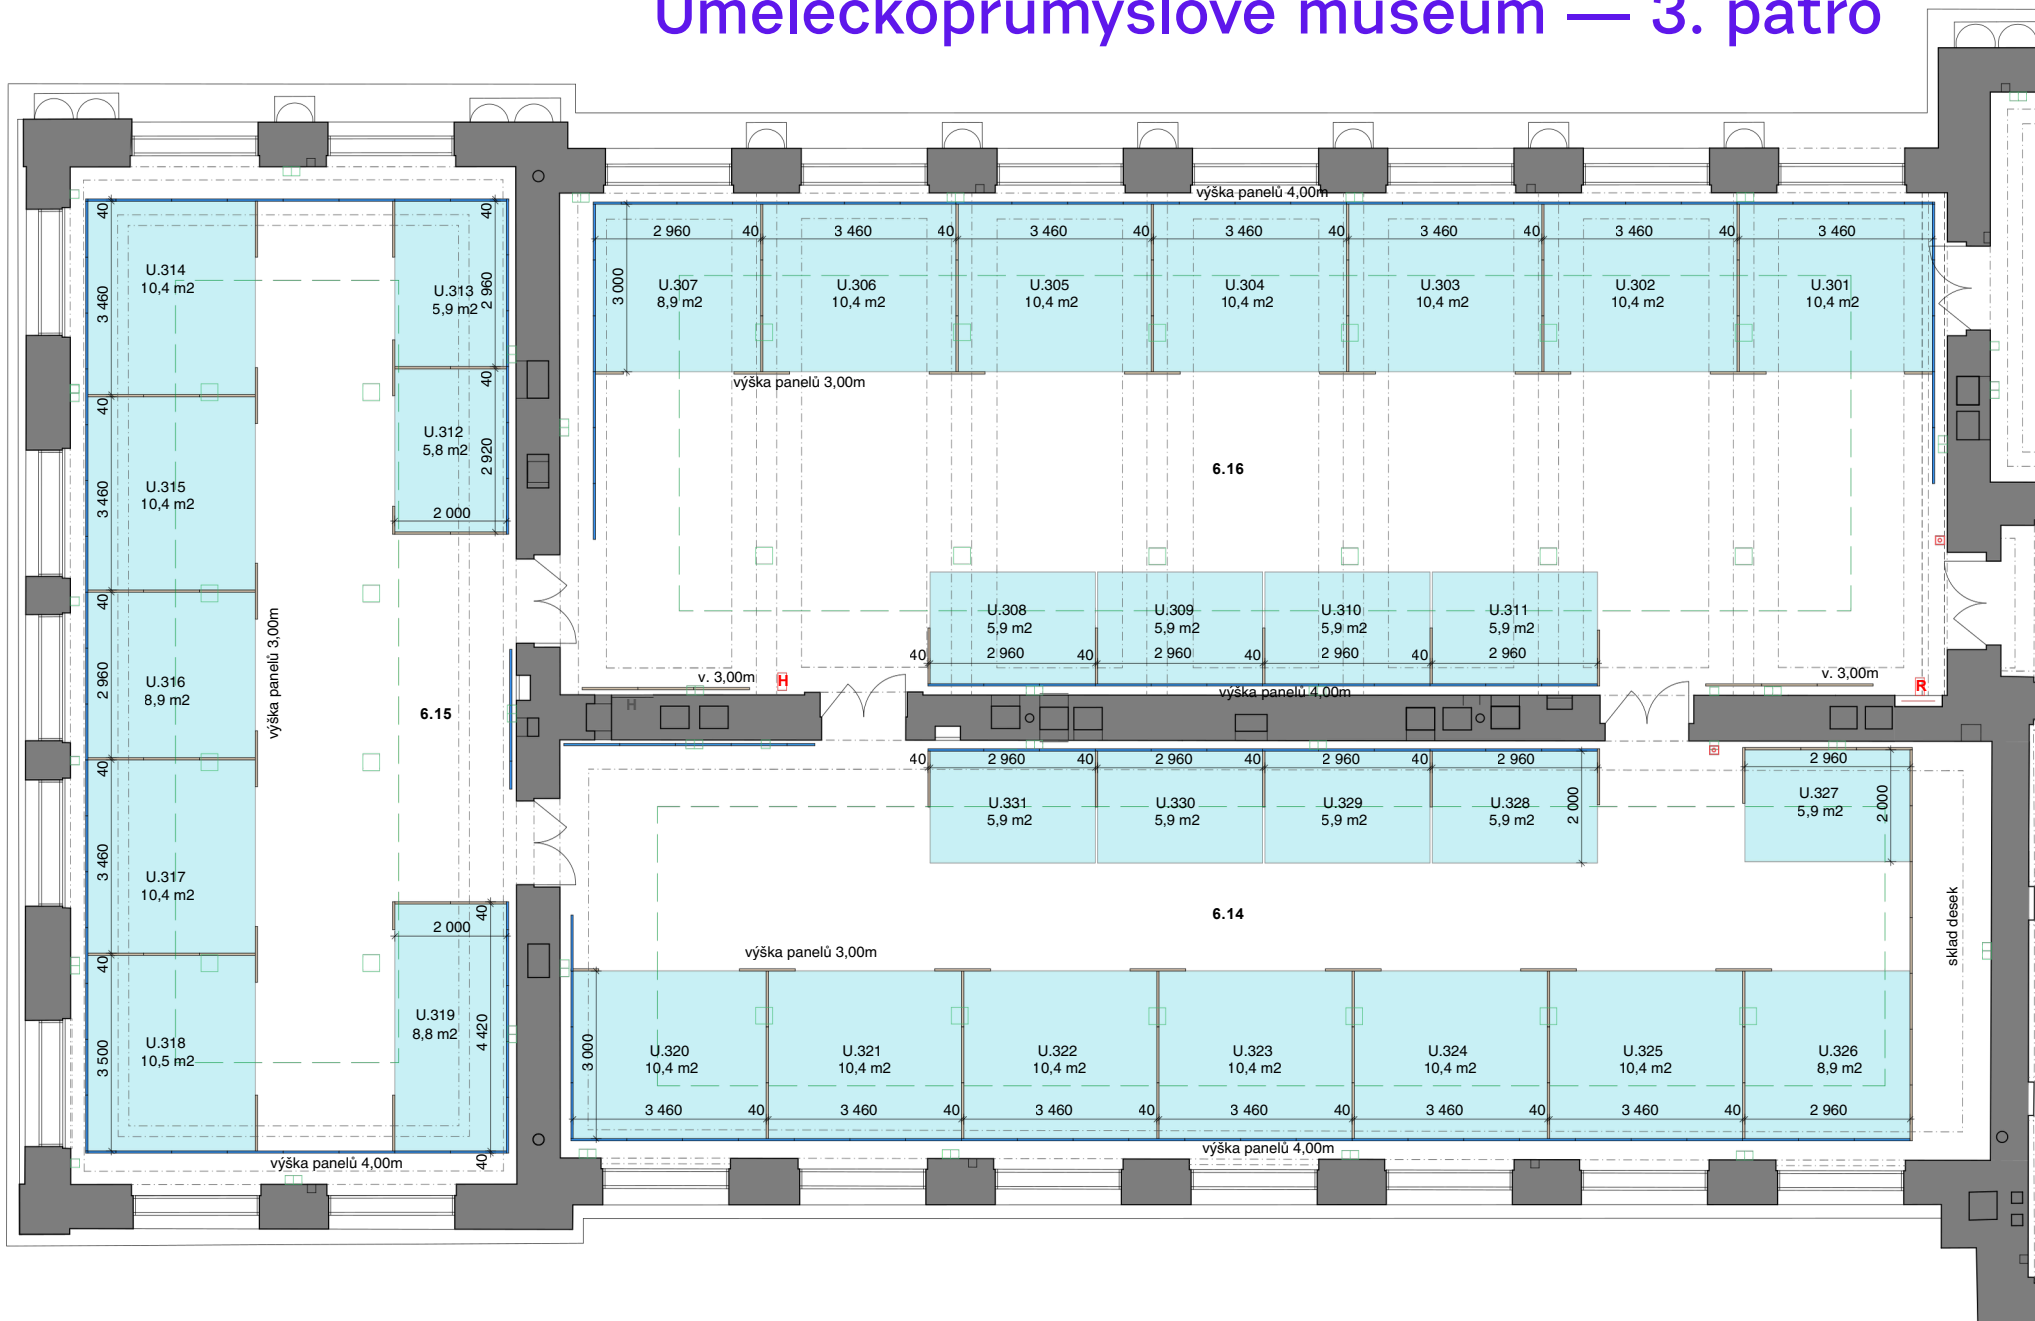 Uměleckoprůmyslové museum — 3. patro
výška panelů 4,00m
2 960 40 3 460 40 3 460 40 3 460 40 3 460 40 3 460 40 3 460
3 000
U.307
8,9 m2
U.306
10,4 m2
U.305
10,4 m2
U.304
10,4 m2
U.303
10,4 m2
U.302
10,4 m2
U.301
10,4 m2
výška panelů 3,00m
6.16
U.308
5,9 m2
U.309
5,9 m2
U.310
5,9 m2
U.311
5,9 m2
40 2 960 40 2 960 40 2 960 40 2 960
v. 3,00m
H
výška panelů 4,00m
v. 3,00m
R
H
40
U.314
10,4 m2
3 460
40
U.315
10,4 m2
3 460
40
U.316
8,9 m2
2 960
40
U.317
10,4 m2
3 460
40
U.318
10,5 m2
3 500
výška panelů 3,00m
40
U.313
5,9 m2
2 960
40
U.312
5,8 m2
2 920
2 000
6.15
40
2 000
U.319
8,8 m2
4 420
40
výška panelů 4,00m
40 2 960 40 2 960 40 2 960 40 2 960
2 960
U.331
5,9 m2
U.330
5,9 m2
U.329
5,9 m2
U.328
5,9 m2
2 000
U.327
5,9 m2
2 000
6.14
sklad desek
výška panelů 3,00m
3 000
U.320
10,4 m2
U.321
10,4 m2
U.322
10,4 m2
U.323
10,4 m2
U.324
10,4 m2
U.325
10,4 m2
U.326
8,9 m2
3 460 40 3 460 40 3 460 40 3 460 40 3 460 40 3 460 40 2 960
výška panelů 4,00m